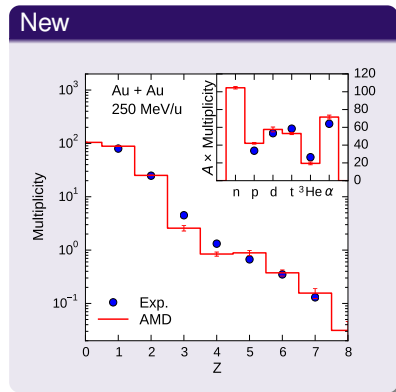 New
Au + Au
250 MeV/u
10³
10²
10¹
10⁰
10⁻¹
Multiplicity
0 1 2 3 4 5 6 7 8
Z
Exp.
AMD
A × Multiplicity
120
100
80
60
40
20
0
n p d t ³He α